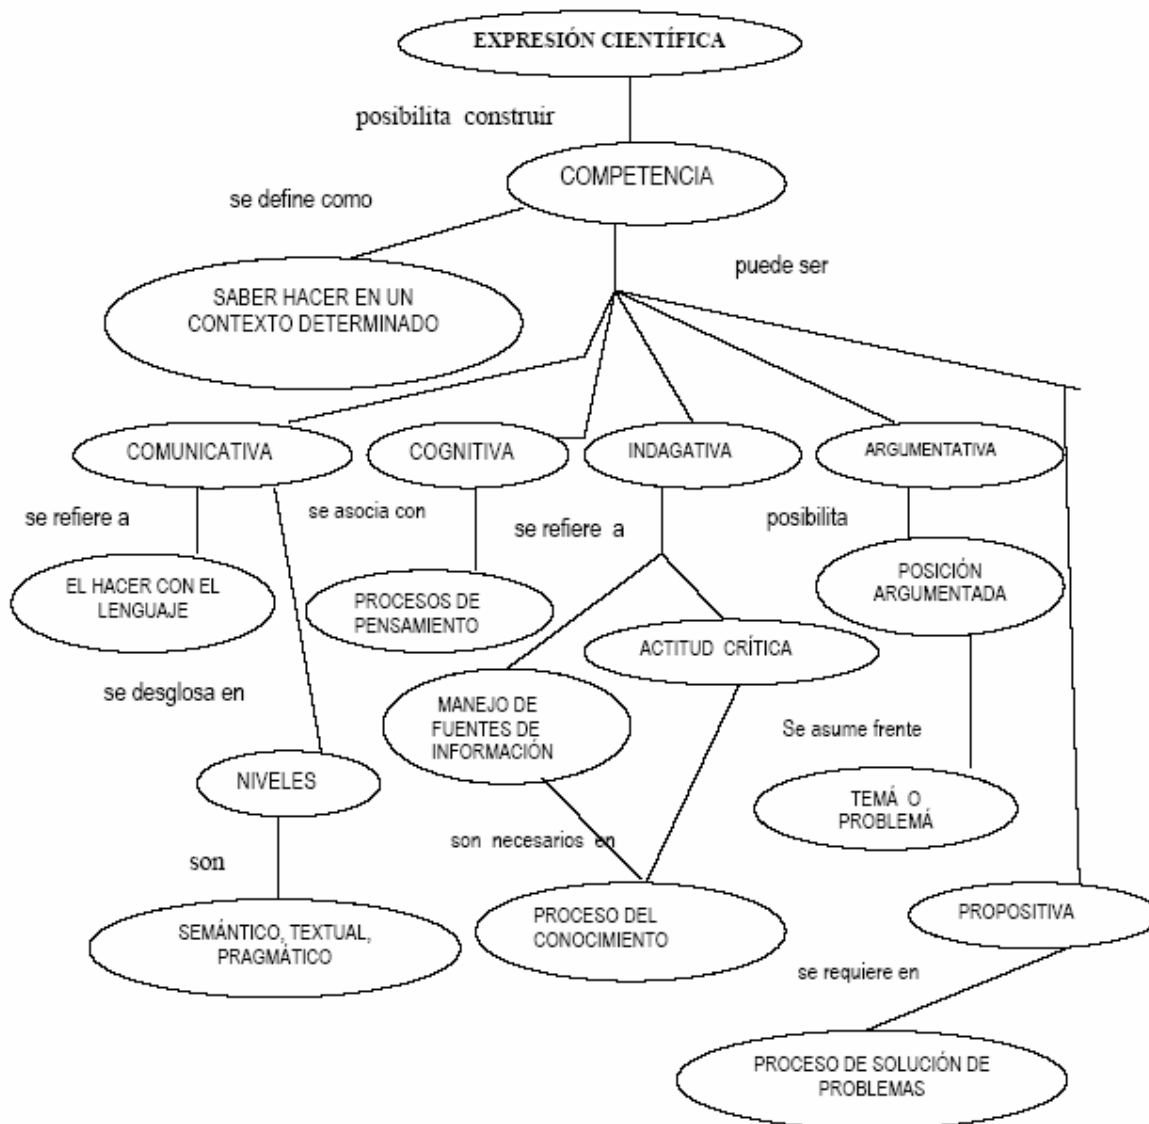 EXPRESIÓN CIENTÍFICA
posibilita construir
COMPETENCIA
se define como
puede ser
SABER HACER EN UN
CONTEXTO DETERMINADO
COMUNICATIVA
COGNITIVA
INDAGATIVA
ARGUMENTATIVA
se refiere a
se asocia con
se refiere a
posibilita
EL HACER CON EL
LENGUAJE
PROCESOS DE
PENSAMIENTO
POSICIÓN
ARGUMENTADA
ACTITUD CRÍTICA
se desglosa en
MANEJO DE
FUENTES DE
INFORMACIÓN
Se asume frente
NIVELES
TEMÁ O
PROBLEMÁ
son
son necesarios en
SEMÁNTICO, TEXTUAL,
PRAGMÁTICO
PROCESO DEL
CONOCIMIENTO
PROPOSITIVA
se requiere en
PROCESO DE SOLUCIÓN DE
PROBLEMAS